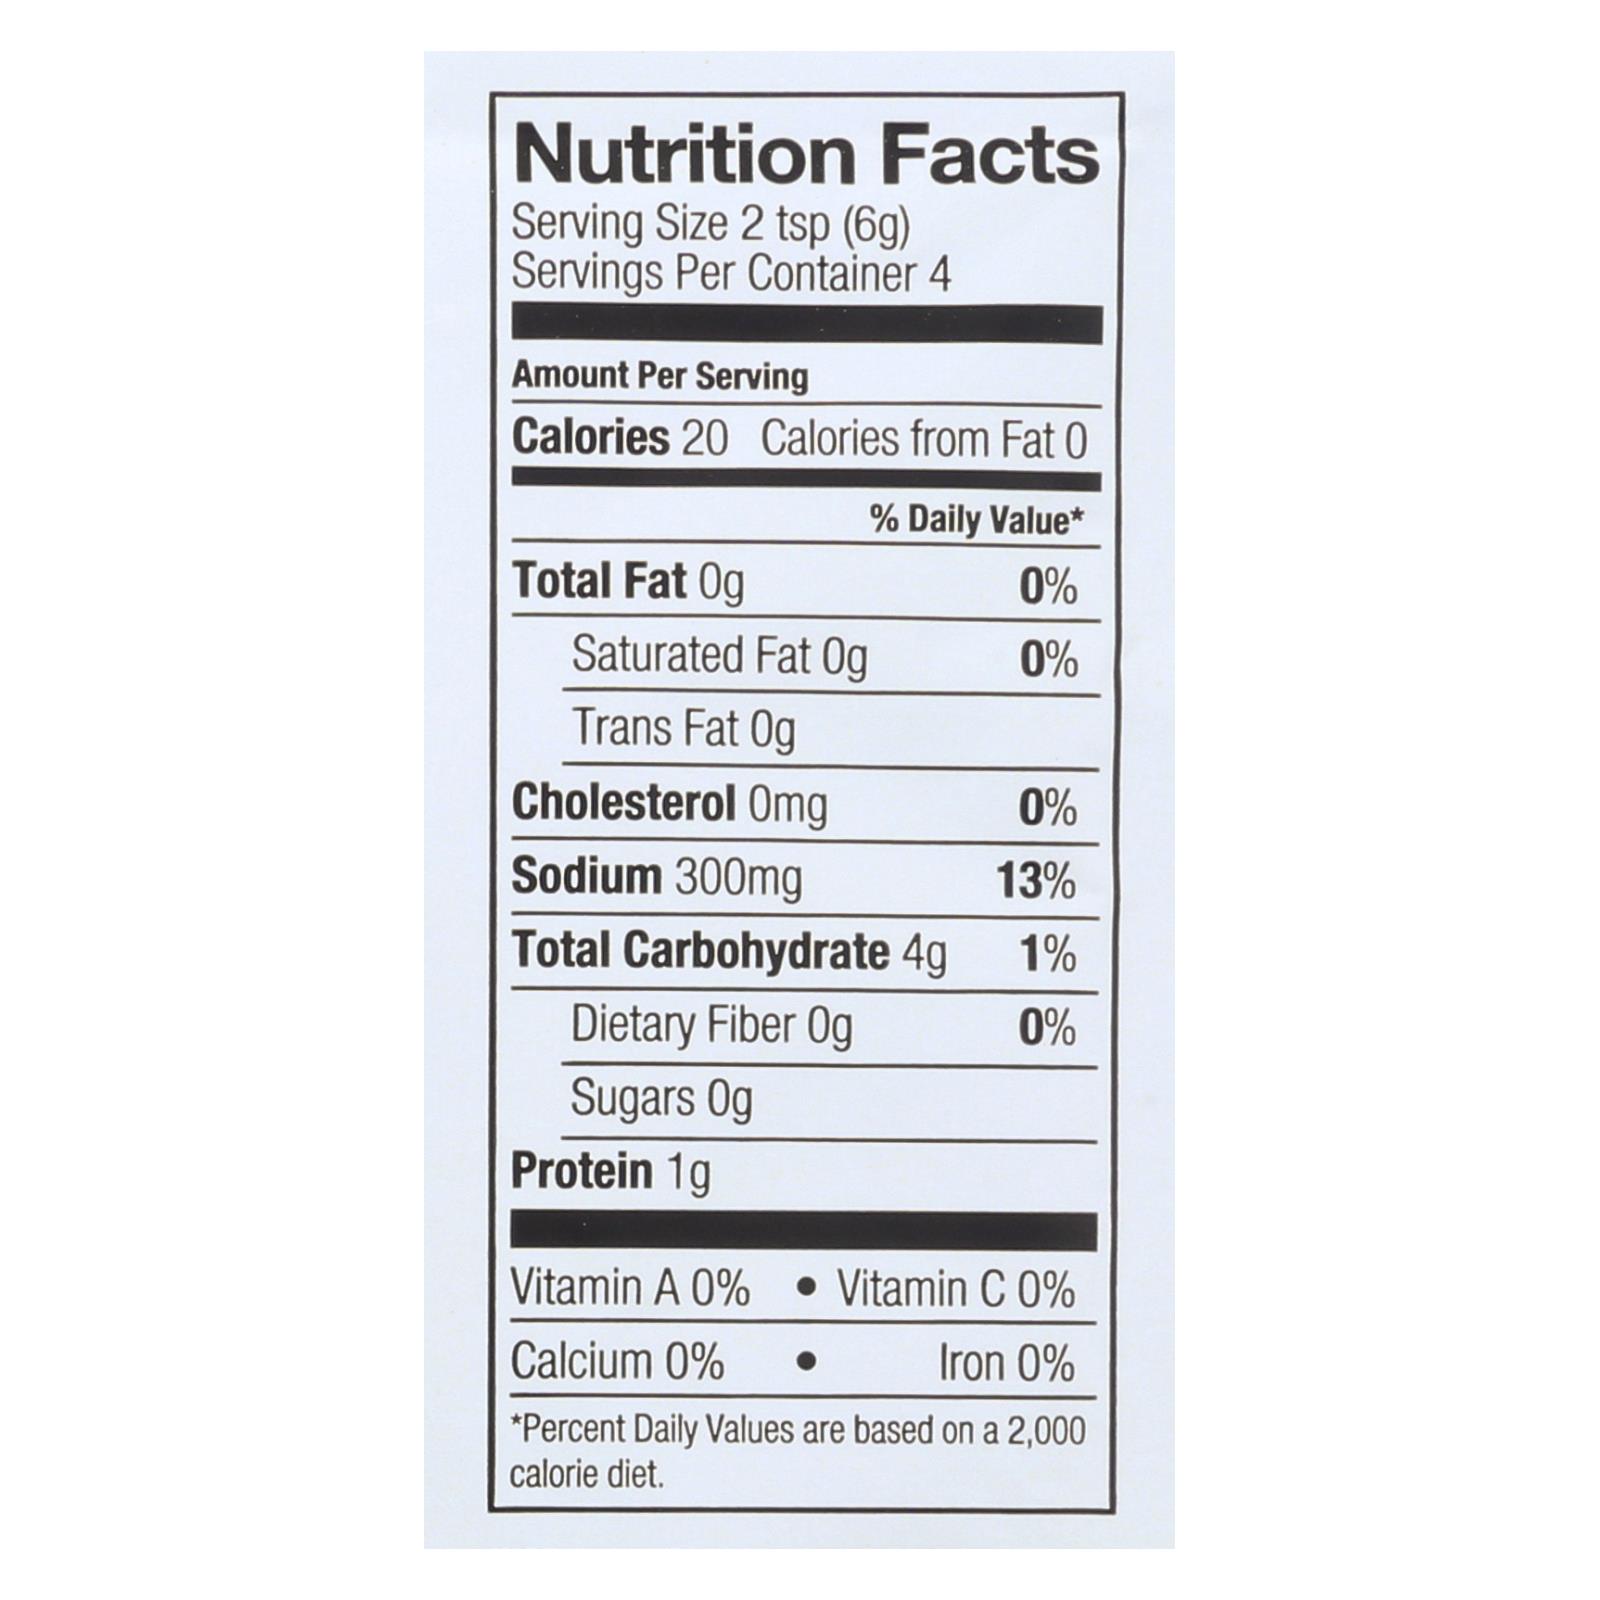 Nutrition Facts
Serving Size 2 tsp (6g)
Servings Per Container 4
Amount Per Serving
Calories 20 Calories from Fat 0
% Daily Value*
Total Fat 0g 0%
Saturated Fat 0g 0%
Trans Fat 0g
Cholesterol 0mg 0%
Sodium 300mg 13%
Total Carbohydrate 4g 1%
Dietary Fiber 0g 0%
Sugars 0g
Protein 1g
Vitamin A 0% • Vitamin C 0%
Calcium 0% • Iron 0%
*Percent Daily Values are based on a 2,000
calorie diet.